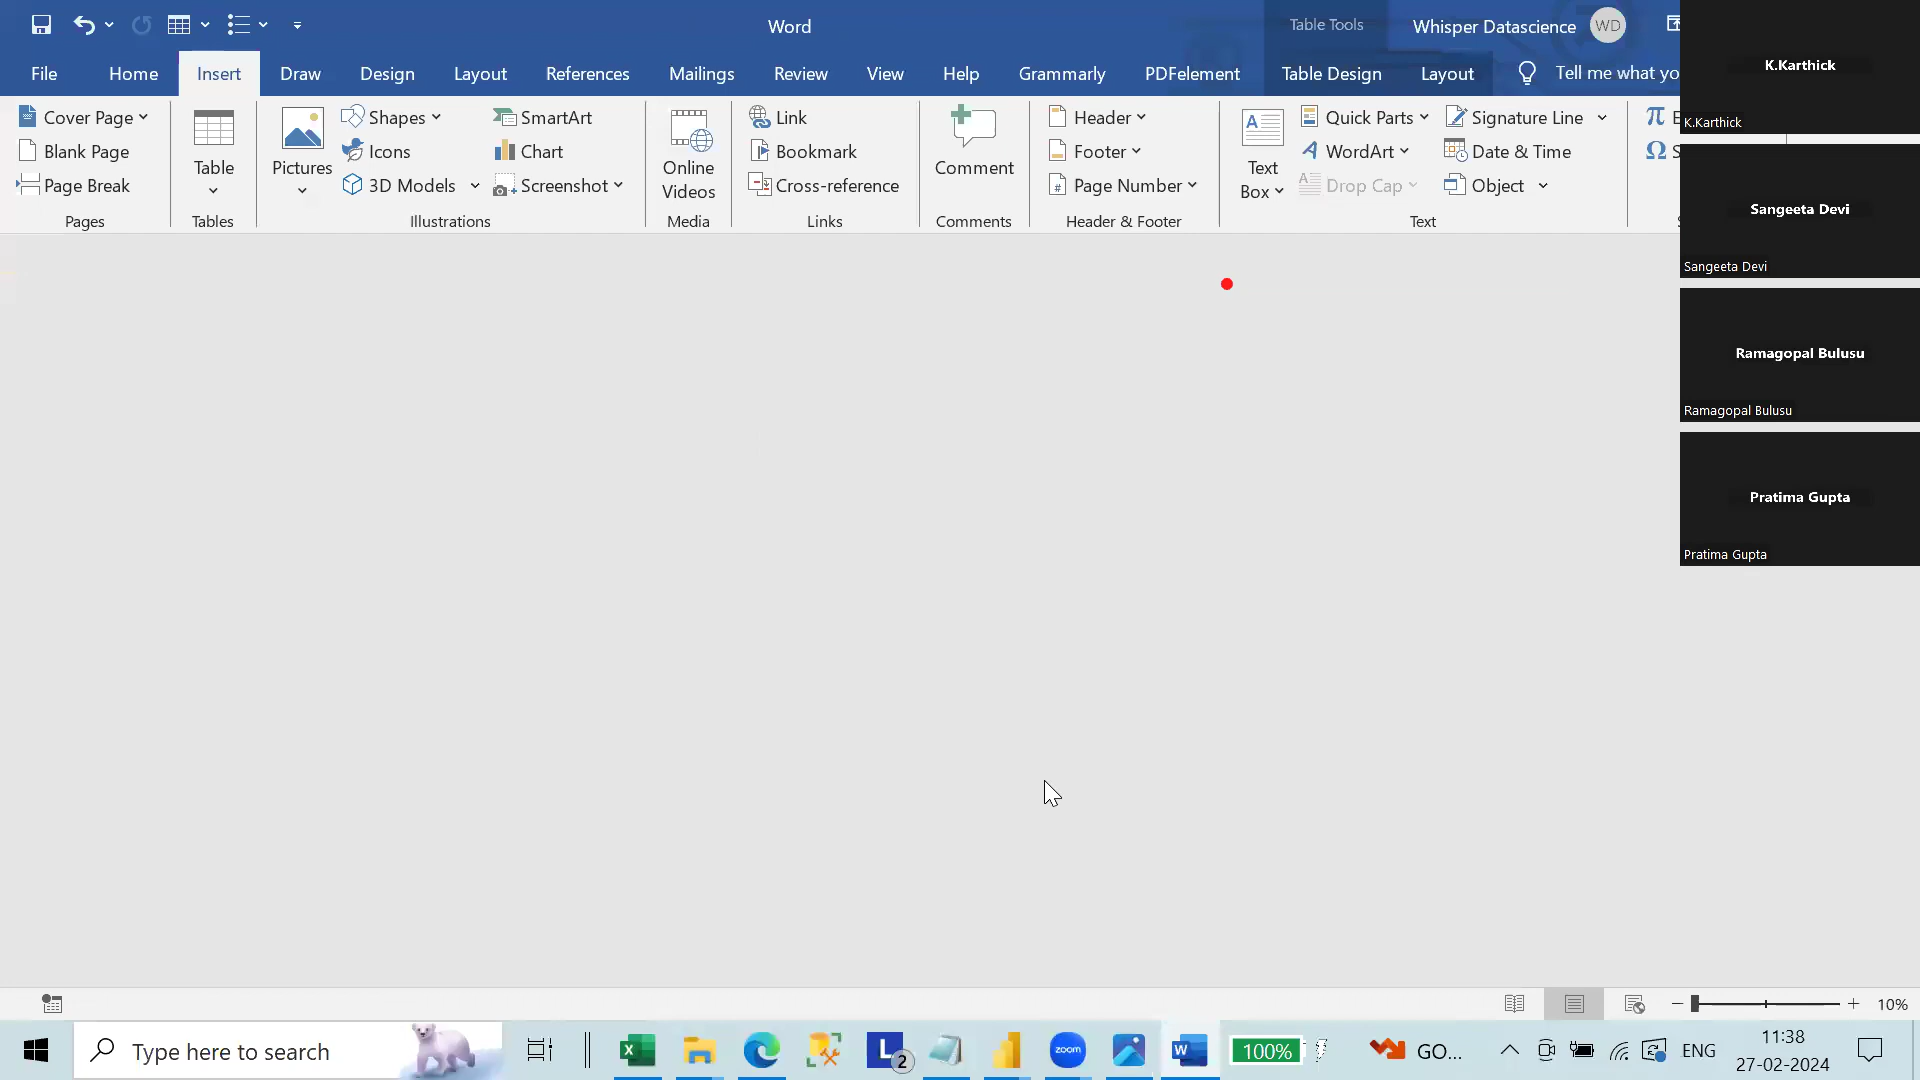 Word
Table Tools
Whisper Datascience
WD
File
Home
Insert
Draw
Design
Layout
References
Mailings
Review
View
Help
Grammarly
PDFelement
Table Design
Layout
Tell me what yo
Cover Page
Blank Page
Page Break
Pages
Table
Tables
Pictures
Shapes
Icons
3D Models
SmartArt
Chart
Screenshot
Illustrations
Online
Videos
Media
Link
Bookmark
Cross-reference
Links
Comment
Comments
Header
Footer
Page Number
Header & Footer
Text
Box
Quick Parts
WordArt
Drop Cap
Signature Line
Date & Time
Object
Text
K.Karthick
K.Karthick
Sangeeta Devi
Sangeeta Devi
Ramagopal Bulusu
Ramagopal Bulusu
Pratima Gupta
Pratima Gupta
10%
Type here to search
L
2
zoom
W
100%
GO...
ENG
11:38
27-02-2024